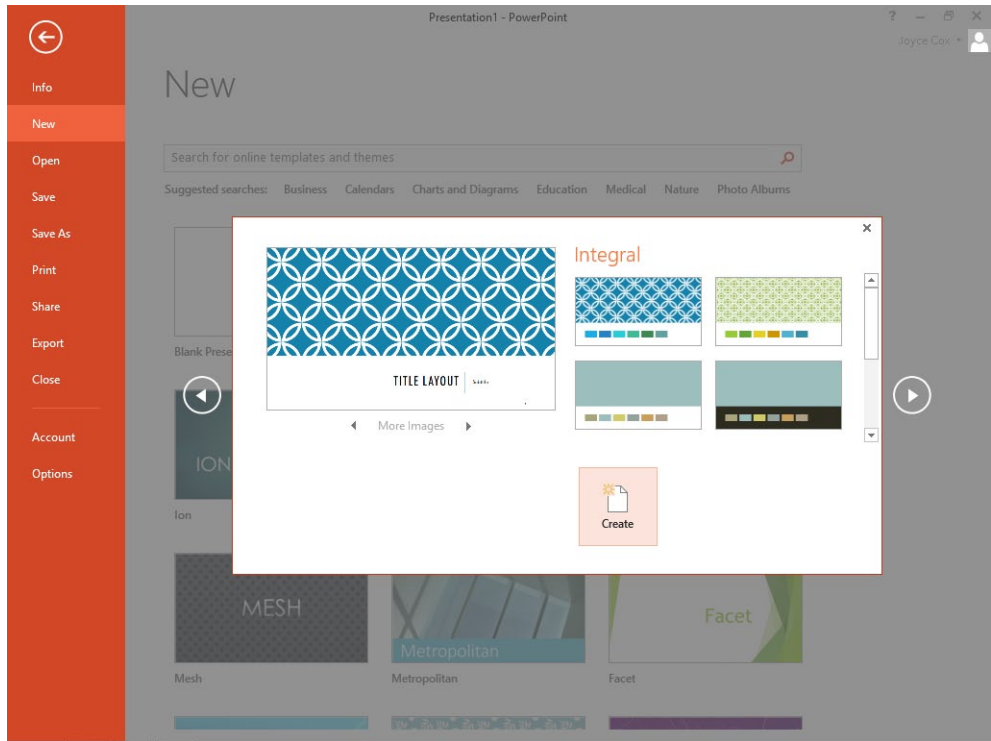 Presentation1 - PowerPoint
?
Joyce Cox
Info
New
Open
Save
Save As
Print
Share
Export
Close
Account
Options
New
Search for online templates and themes
Suggested searches: Business Calendars Charts and Diagrams Education Medical Nature Photo Albums
Blank Prese
ION
Ion
Integral
TITLE LAYOUT
More Images
Create
MESH
Mesh
Metropolitan
Metropolitan
Facet
Facet